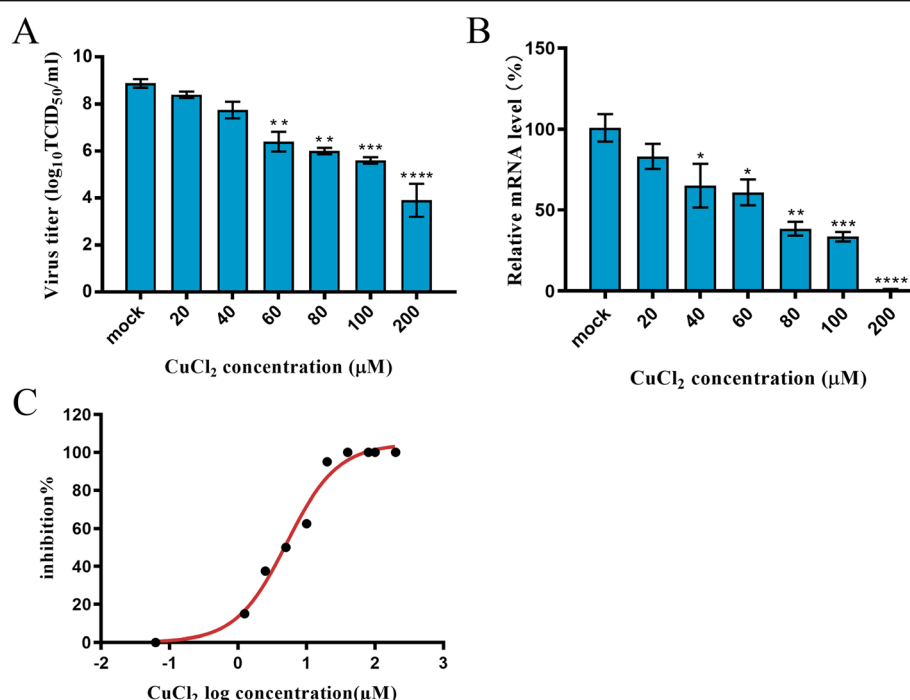 A
Virus titer (log10TCID50/ml)
10
8
6
4
2
0
** ** *** ****
mock 20 40 60 80 100 200
CuCl2 concentration (μM)
B
Relative mRNA level (%)
150
100
50
0
* * ** *** ****
mock 20 40 60 80 100 200
CuCl2 concentration (μM)
C
inhibition%
120
100
80
60
40
20
0
-2 -1 0 1 2 3
CuCl2 log concentration(μM)